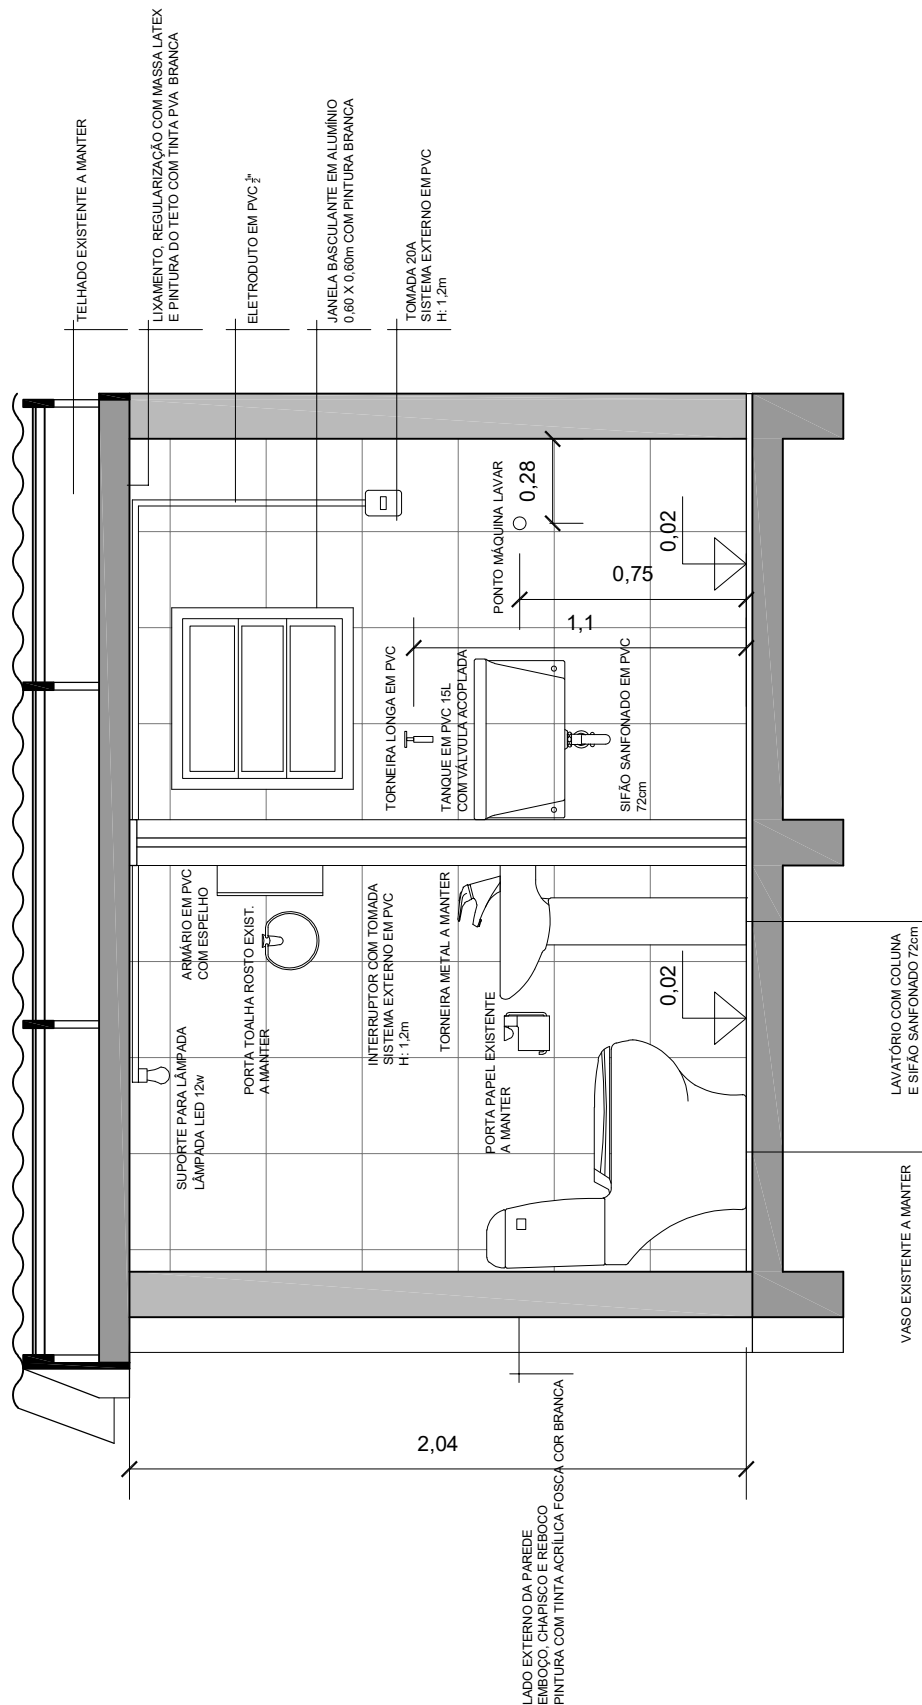 TELHADO EXISTENTE A MANTER
LIXAMENTO, REGULARIZAÇÃO COM MASSA LATEX
E PINTURA DO TETO COM TINTA PVA BRANCA
ELETRODUTO EM PVC 1/2"
JANELA BASCULANTE EM ALUMÍNIO
0,60 X 0,60m COM PINTURA BRANCA
TOMADA 20A
SISTEMA EXTERNO EM PVC
H: 1,2m
SUPORTE PARA LÂMPADA
LÂMPADA LED 12w
ARMÁRIO EM PVC
COM ESPELHO
PORTA TOALHA ROSTO EXIST.
A MANTER
INTERRUPTOR COM TOMADA
SISTEMA EXTERNO EM PVC
H: 1,2m
TORNEIRA METAL A MANTER
PORTA PAPEL EXISTENTE
A MANTER
0,02
TORNEIRA LONGA EM PVC
TANQUE EM PVC 15L
COM VÁLVULA ACOPLADA
SIFÃO SANFONADO EM PVC
72cm
PONTO MÁQUINA LAVAR
0,28
0,75
1,1
0,02
2,04
LADO EXTERNO DA PAREDE
EMBOÇO, CHAPISCO E REBOCO
PINTURA COM TINTA ACRÍLICA FOSCA COR BRANCA
VASO EXISTENTE A MANTER
LAVATÓRIO COM COLUNA
E SIFÃO SANFONADO 72cm